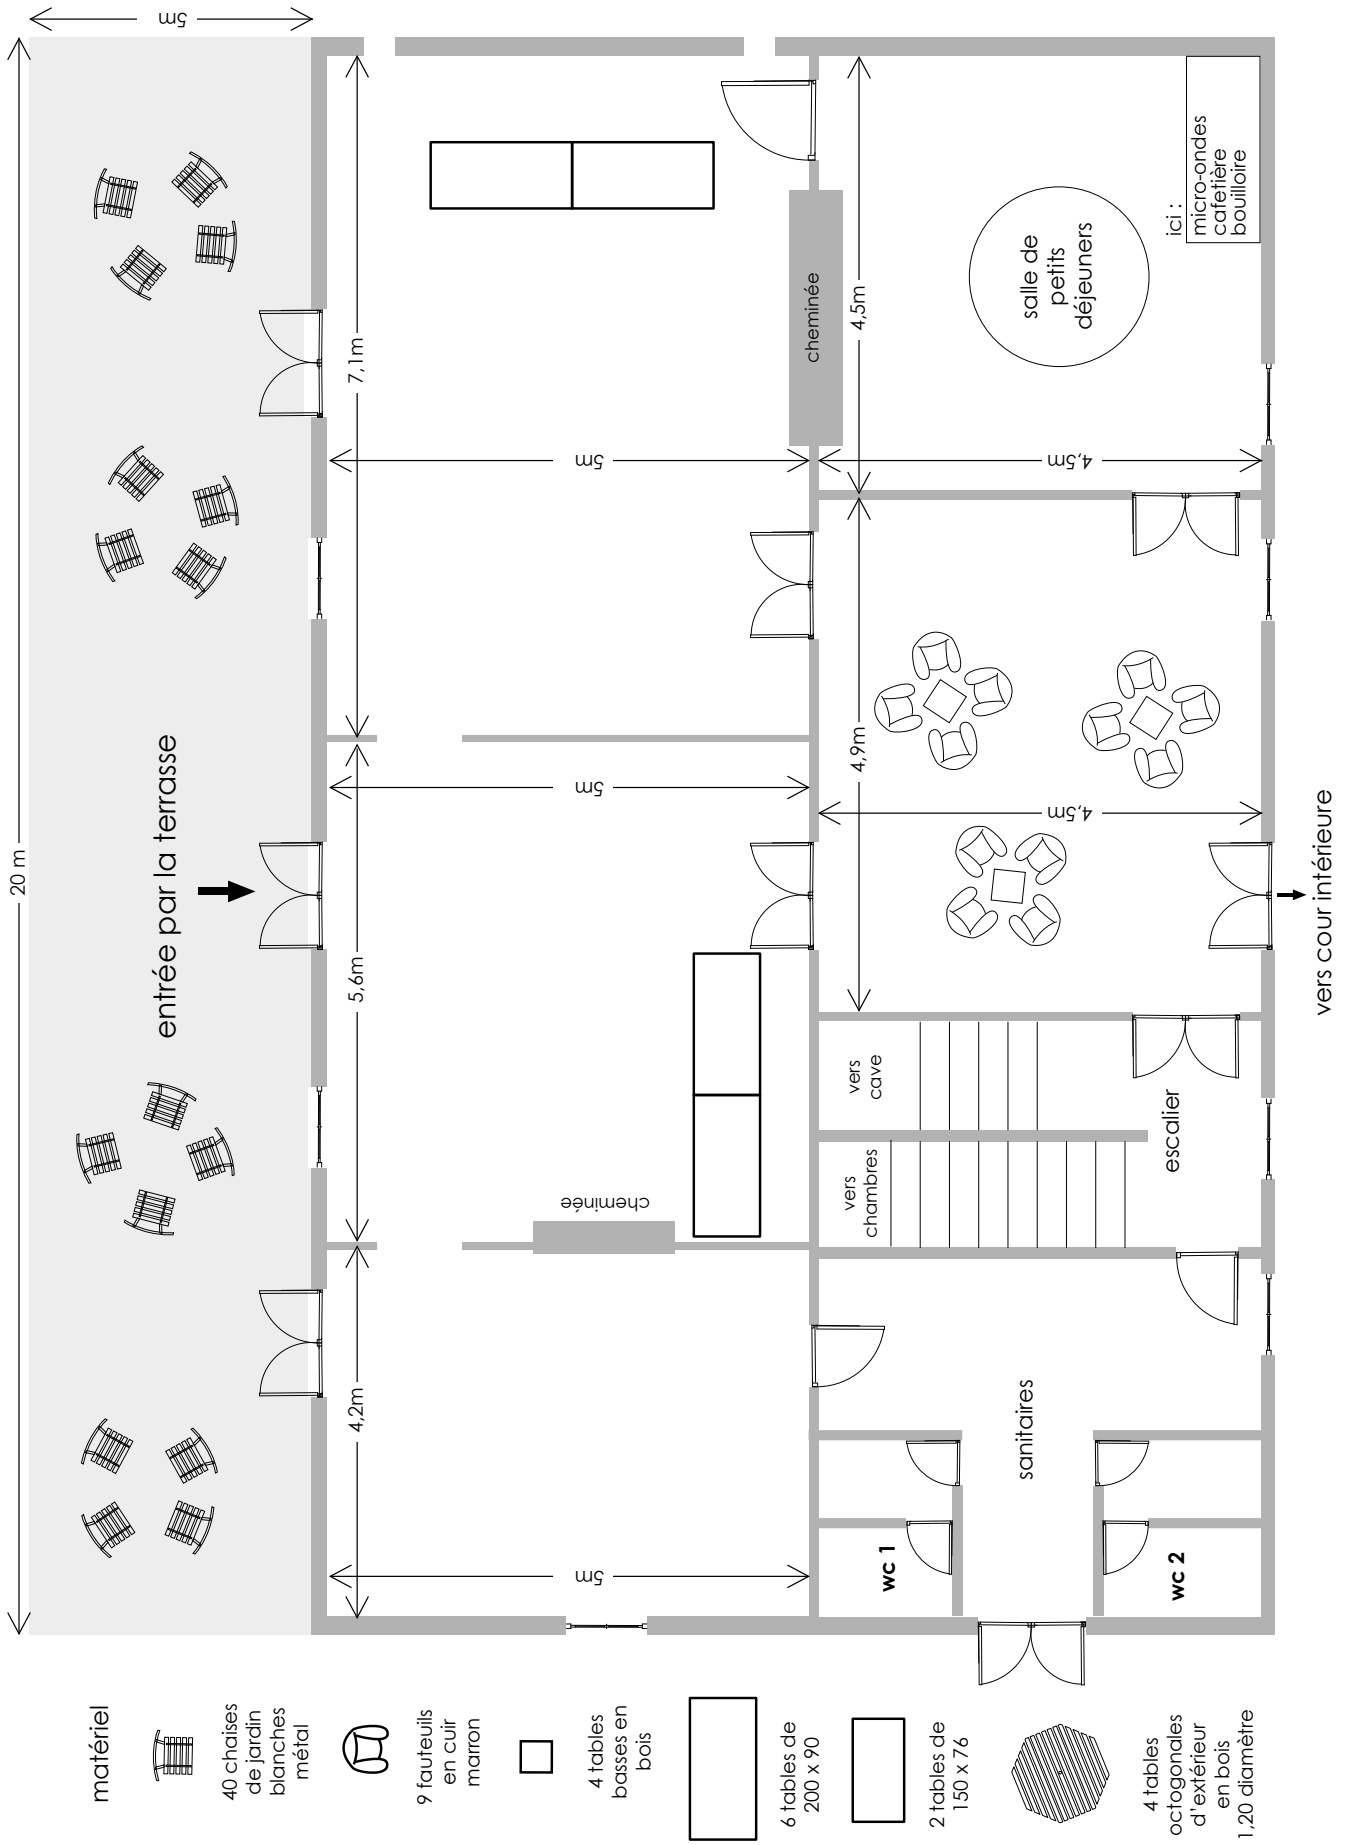 20 m
5m
entrée par la terrasse
4,2m
5,6m
7,1m
5m
5m
5m
cheminée
cheminée
4,9m
4,5m
4,5m
4,5m
wc 1
wc 2
sanitaires
vers
chambres
vers
cave
escalier
salle de
petits
déjeuners
ici :
micro-ondes
cafetière
bouilloire
vers cour intérieure
matériel
40 chaises
de jardin
blanches
métal
9 fauteuils
en cuir
marron
4 tables
basses en
bois
6 tables de
200 x 90
2 tables de
150 x 76
4 tables
octogonales
d'extérieur
en bois
1,20 diamètre